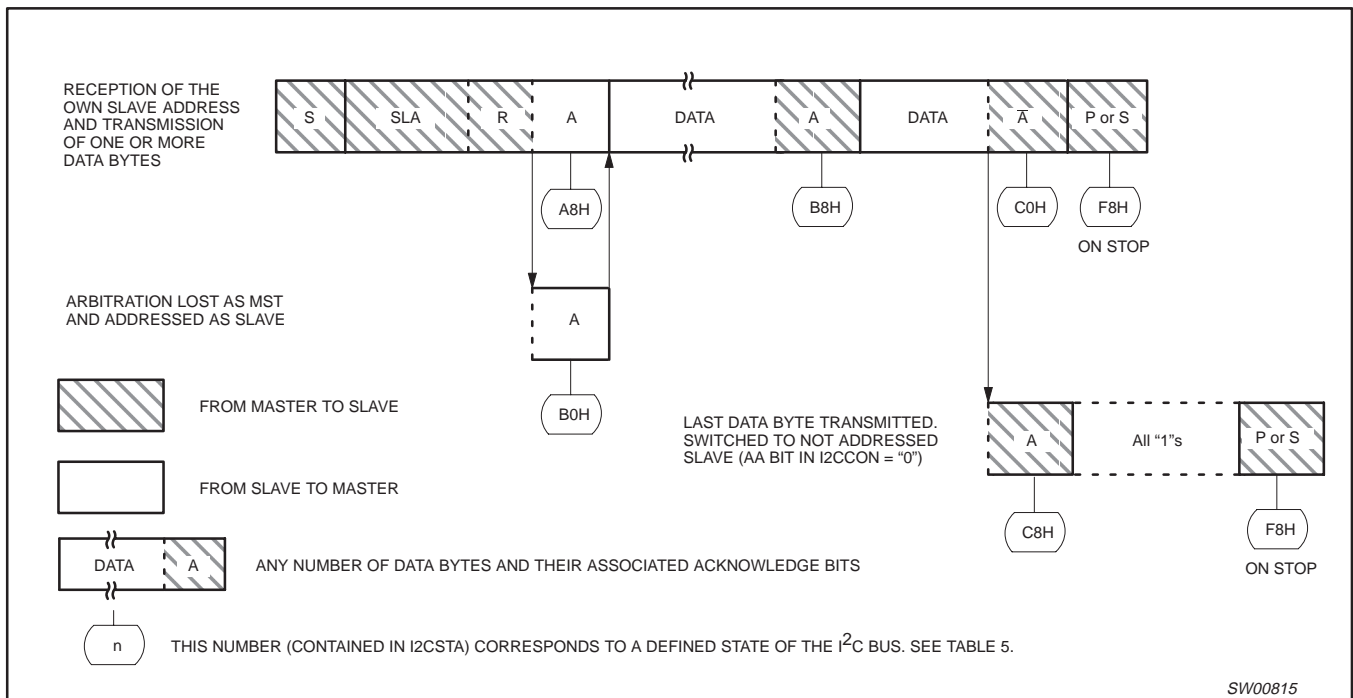 RECEPTION OF THE
OWN SLAVE ADDRESS
AND TRANSMISSION
OF ONE OR MORE
DATA BYTES
S SLA R A DATA A DATA A̅ P or S
A8H B8H C0H F8H
ON STOP
ARBITRATION LOST AS MST
AND ADDRESSED AS SLAVE
A
B0H
FROM MASTER TO SLAVE
LAST DATA BYTE TRANSMITTED.
SWITCHED TO NOT ADDRESSED
SLAVE (AA BIT IN I2CCON = “0”)
A All “1”s P or S
C8H F8H
ON STOP
FROM SLAVE TO MASTER
DATA A ANY NUMBER OF DATA BYTES AND THEIR ASSOCIATED ACKNOWLEDGE BITS
n THIS NUMBER (CONTAINED IN I2CSTA) CORRESPONDS TO A DEFINED STATE OF THE I²C BUS. SEE TABLE 5.
SW00815